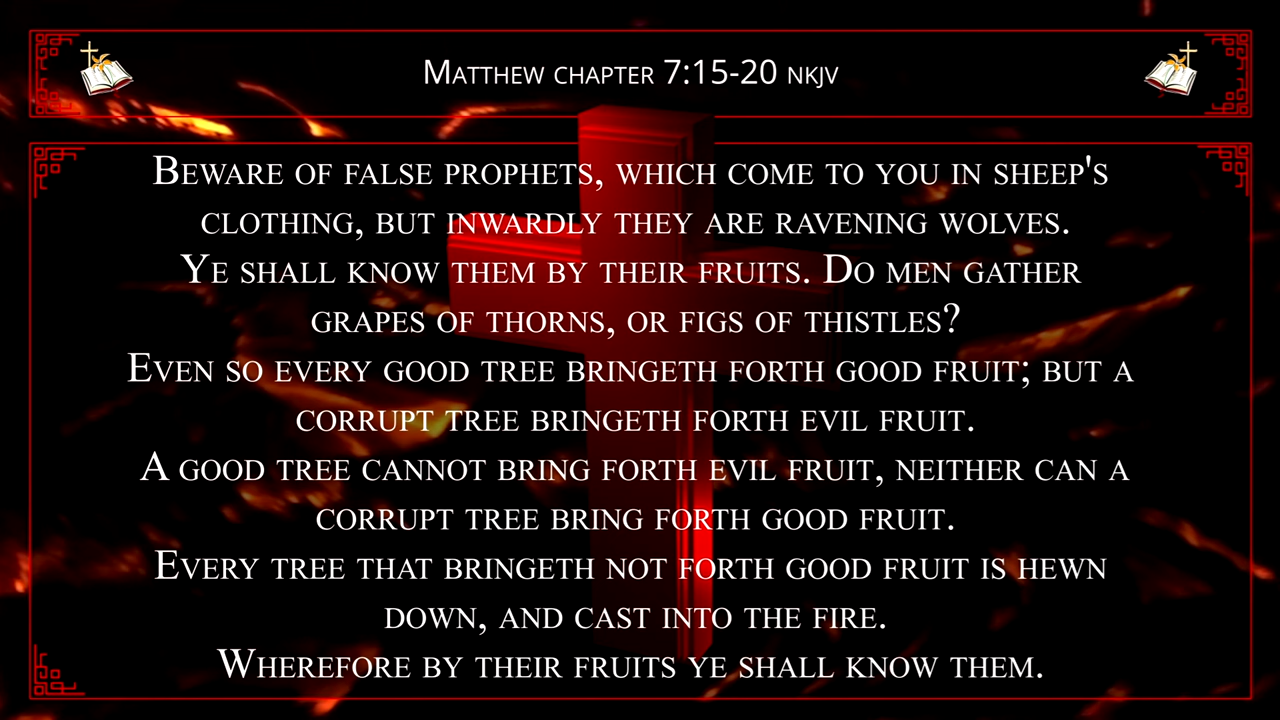 Matthew chapter 7:15-20 nkjv
Beware of false prophets, which come to you in sheep's
clothing, but inwardly they are ravening wolves.
Ye shall know them by their fruits. Do men gather
grapes of thorns, or figs of thistles?
Even so every good tree bringeth forth good fruit; but a
corrupt tree bringeth forth evil fruit.
A good tree cannot bring forth evil fruit, neither can a
corrupt tree bring forth good fruit.
Every tree that bringeth not forth good fruit is hewn
down, and cast into the fire.
Wherefore by their fruits ye shall know them.